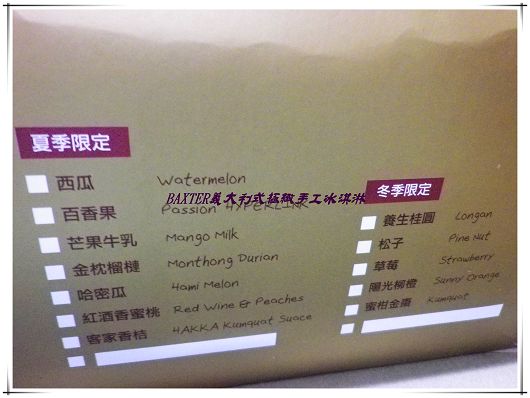 夏季限定
西瓜 Watermelon
百香果 Passion HYPERLINK
芒果牛乳 Mango Milk
金枕榴槤 Monthong Durian
哈密瓜 Hami Melon
紅酒香蜜桃 Red Wine & Peaches
客家香桔 HAKKA Kumquat Suace
BAXTER義大利式極緻手工冰淇淋
冬季限定
養生桂圓 Longan
松子 Pine Nut
草莓 Strawberry
陽光柳橙 Sunny Orange
蜜柑金棗 Kumquat